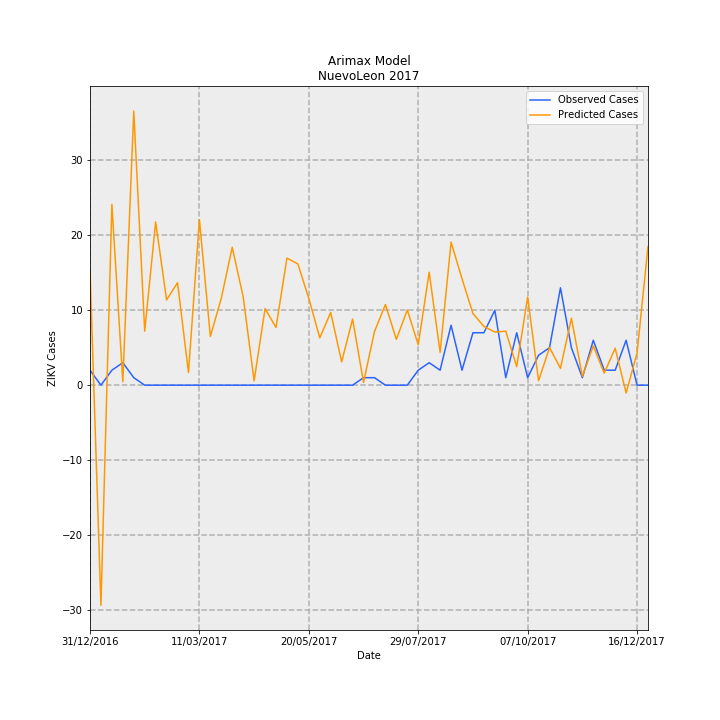 Arimax Model
NuevoLeon 2017
Observed Cases
Predicted Cases
ZIKV Cases
30
20
10
0
−10
−20
−30
31/12/2016
11/03/2017
20/05/2017
29/07/2017
07/10/2017
16/12/2017
Date